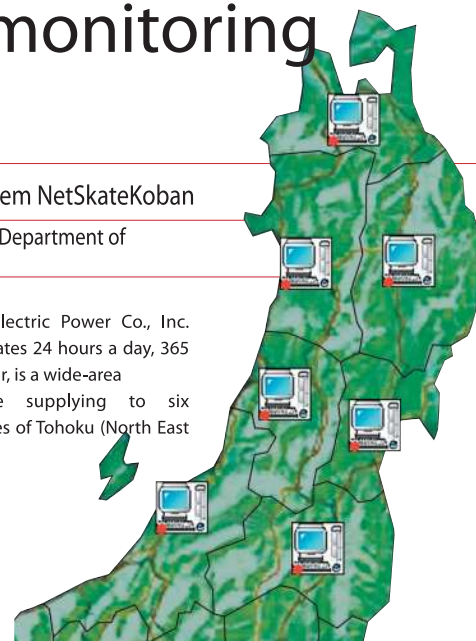 monitoring
em NetSkateKoban
Department of
lectric Power Co., Inc.
ates 24 hours a day, 365
r, is a wide-area
e supplying to six
es of Tohoku (North East